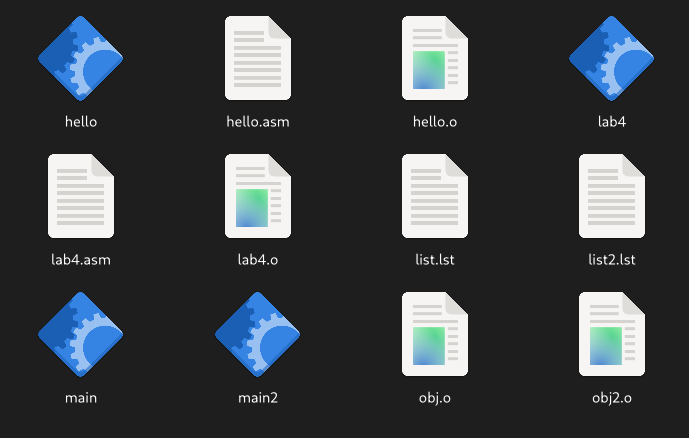 hello hello.asm hello.o lab4
lab4.asm lab4.o list.lst list2.lst
main main2 obj.o obj2.o